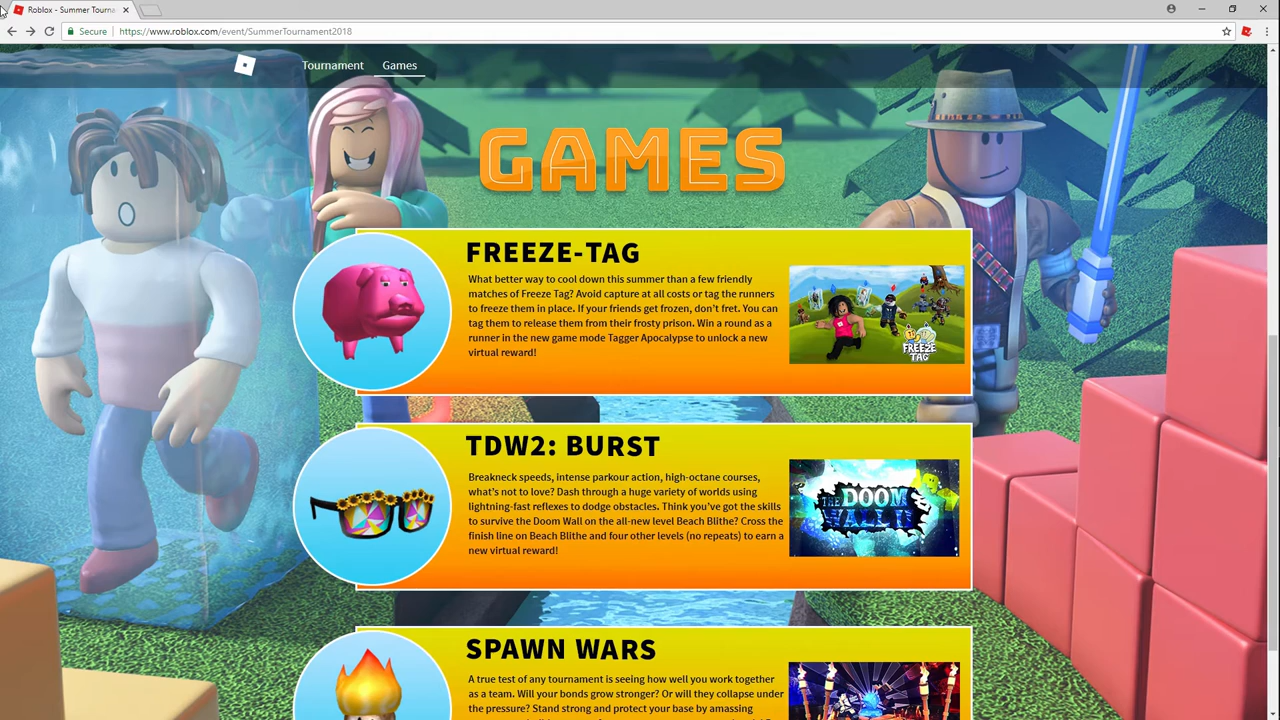 Roblox - Summer Tourna
Secure
https://www.roblox.com/event/SummerTournament2018
Tournament
Games
GAMES
FREEZE-TAG
What better way to cool down this summer than a few friendly
matches of Freeze Tag? Avoid capture at all costs or tag the runners
to freeze them in place. If your friends get frozen, don't fret. You can
tag them to release them from their frosty prison. Win a round as a
runner in the new game mode Tagger Apocalypse to unlock a new
virtual reward!
FREEZE
TAG
TDW2: BURST
Breakneck speeds, intense parkour action, high-octane courses,
what's not to love? Dash through a huge variety of worlds using
lightning-fast reflexes to dodge obstacles. Think you've got the skills
to survive the Doom Wall on the all-new level Beach Blithe? Cross the
finish line on Beach Blithe and four other levels (no repeats) to earn a
new virtual reward!
THE DOOM
WALL II
SPAWN WARS
A true test of any tournament is seeing how well you work together
as a team. Will your bonds grow stronger? Or will they collapse under
the pressure? Stand strong and protect your base by amassing